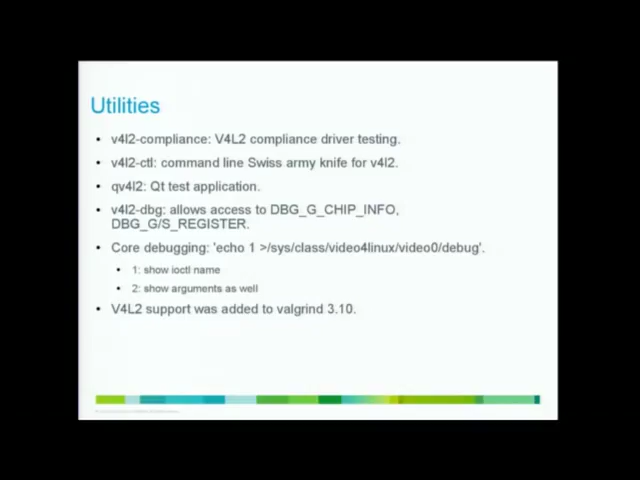 Utilities
• v4l2-compliance: V4L2 compliance driver testing.
• v4l2-ctl: command line Swiss army knife for v4l2.
• qv4l2: Qt test application.
• v4l2-dbg: allows access to DBG_G_CHIP_INFO,
DBG_G/S_REGISTER.
• Core debugging: 'echo 1 >/sys/class/video4linux/video0/debug'.
• 1: show ioctl name
• 2: show arguments as well
• V4L2 support was added to valgrind 3.10.